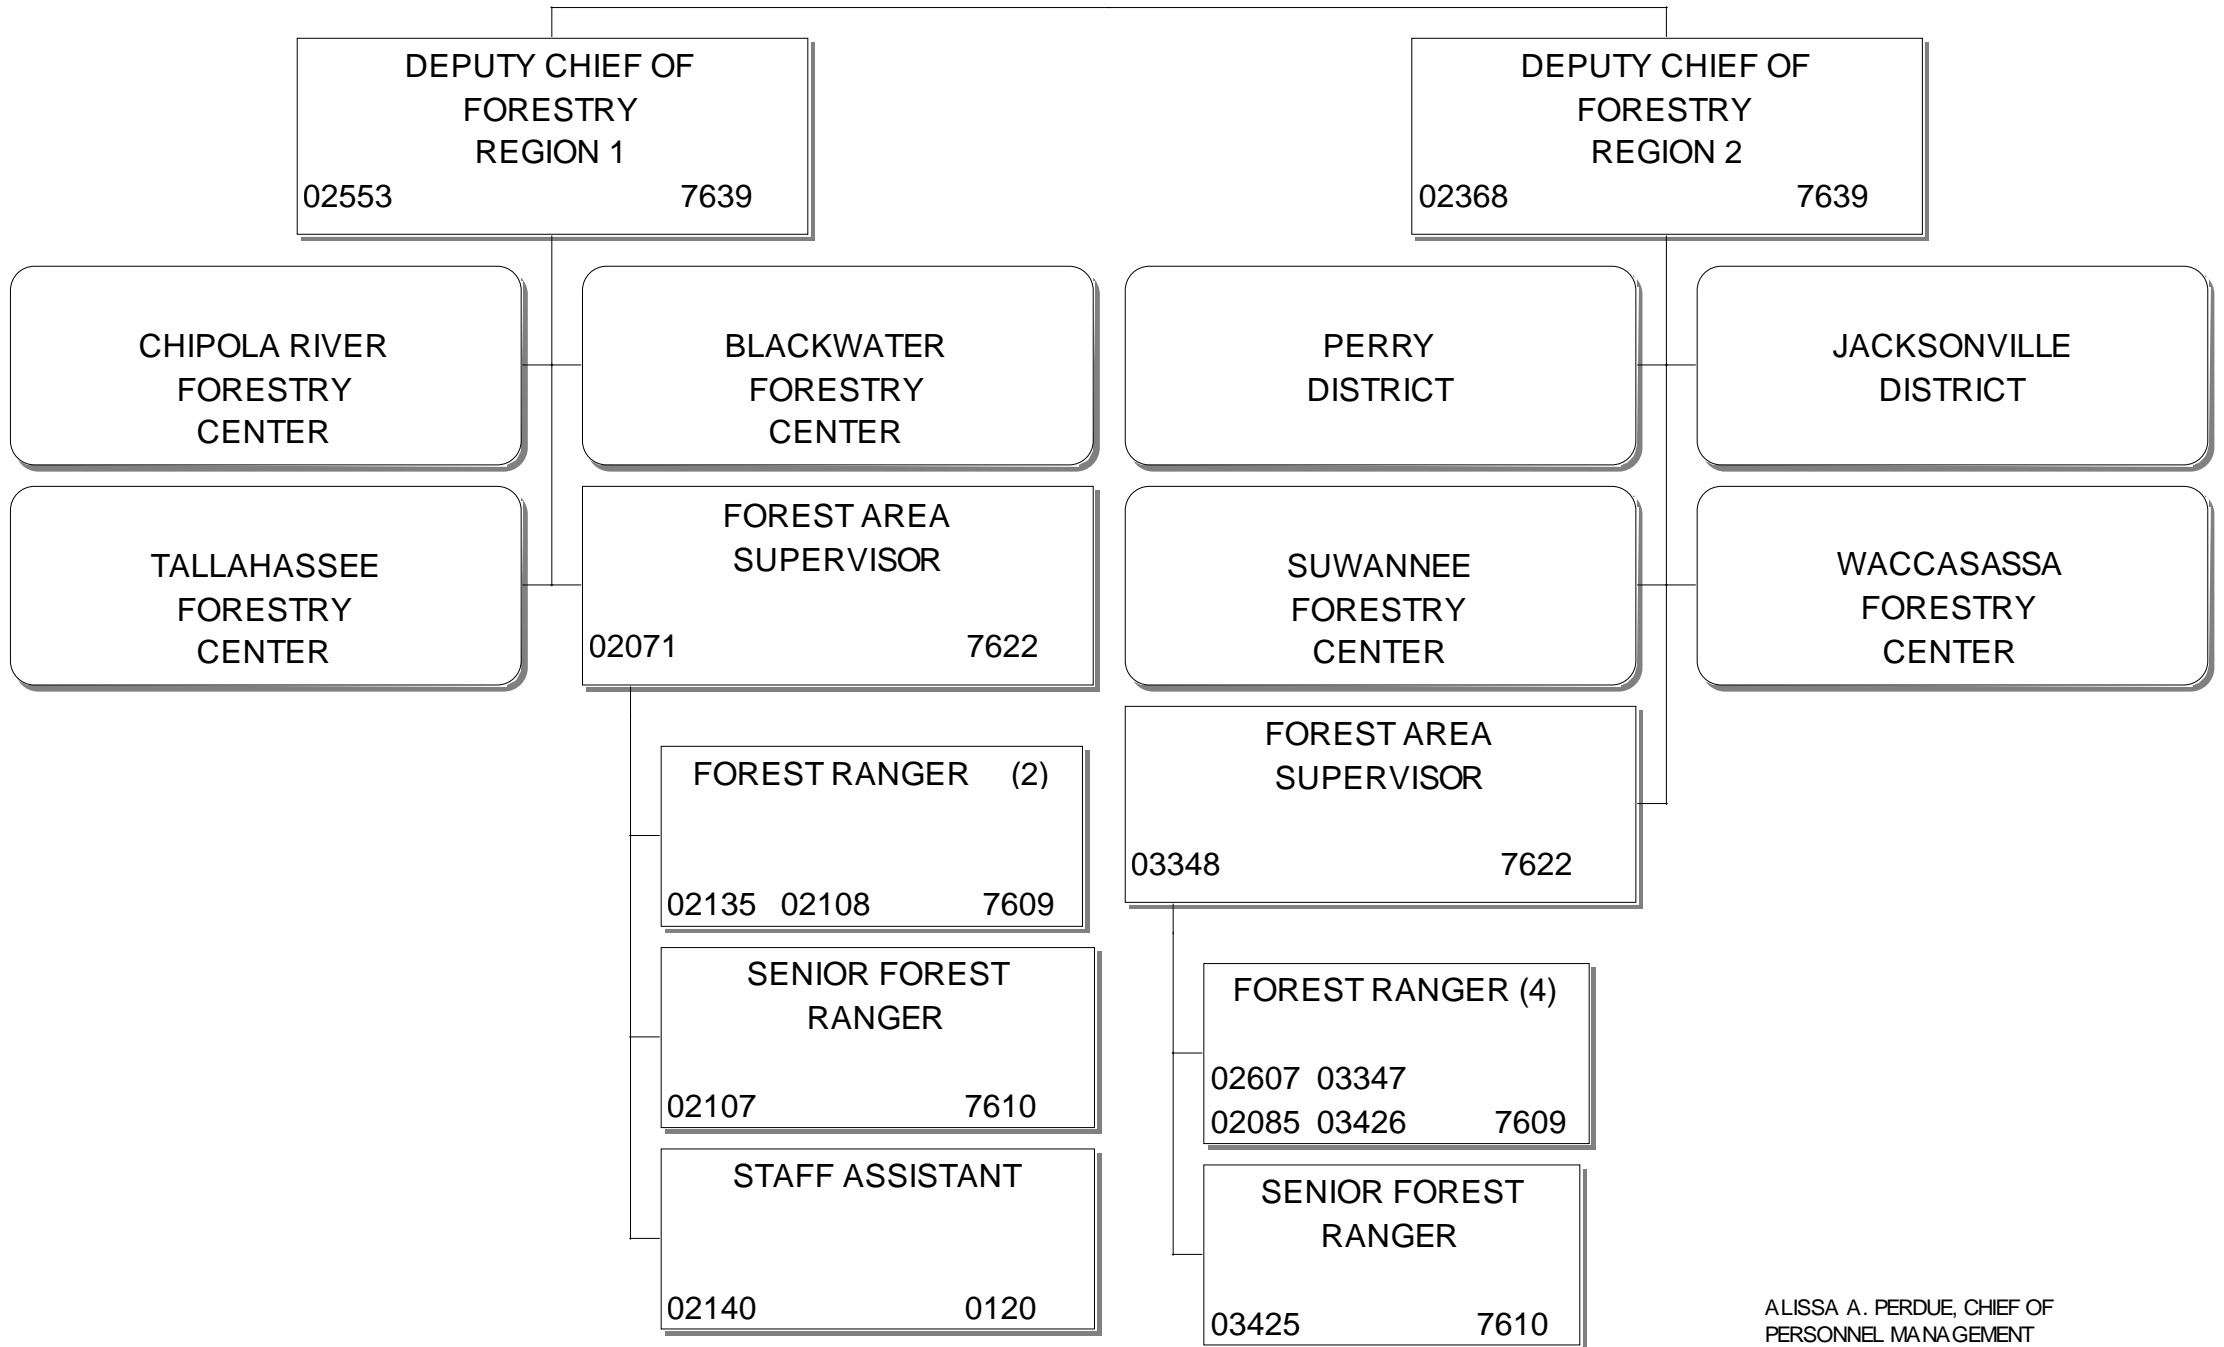 DEPUTY CHIEF OF
FORESTRY
REGION 1
02553 7639
DEPUTY CHIEF OF
FORESTRY
REGION 2
02368 7639
CHIPOLA RIVER
FORESTRY
CENTER
BLACKWATER
FORESTRY
CENTER
PERRY
DISTRICT
JACKSONVILLE
DISTRICT
TALLAHASSEE
FORESTRY
CENTER
FOREST AREA
SUPERVISOR
02071 7622
SUWANNEE
FORESTRY
CENTER
WACCASASSA
FORESTRY
CENTER
FOREST RANGER (2)
02135 02108 7609
SENIOR FOREST
RANGER
02107 7610
STAFF ASSISTANT
02140 0120
FOREST AREA
SUPERVISOR
03348 7622
FOREST RANGER (4)
02607 03347
02085 03426 7609
SENIOR FOREST
RANGER
03425 7610
ALISSA A. PERDUE, CHIEF OF
PERSONNEL MANAGEMENT